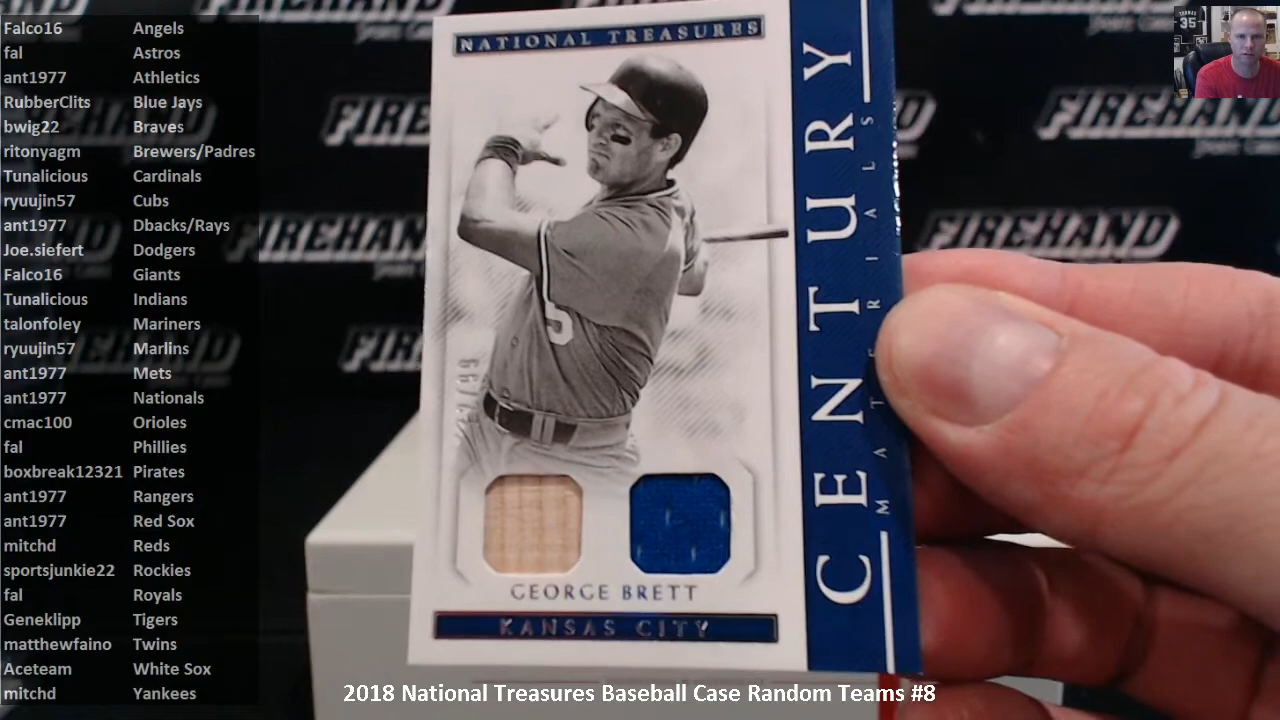 Falco16 Angels
fal Astros
ant1977 Athletics
RubberClits Blue Jays
bwig22 Braves
ritonyagm Brewers/Padres
Tunalicious Cardinals
ryuujin57 Cubs
ant1977 Dbacks/Rays
Joe.siefert Dodgers
Falco16 Giants
Tunalicious Indians
talonfoley Mariners
ryuujin57 Marlins
ant1977 Mets
ant1977 Nationals
cmac100 Orioles
fal Phillies
boxbreak12321 Pirates
ant1977 Rangers
ant1977 Red Sox
mitchd Reds
sportsjunkie22 Rockies
fal Royals
Geneklipp Tigers
matthewfaino Twins
Aceteam White Sox
mitchd Yankees
NATIONAL TREASURES
CENTURY
MATERIALS
5
GEORGE BRETT
KANSAS CITY
FIREHAND
FIREHAND
FIREHAND
35
2018 National Treasures Baseball Case Random Teams #8